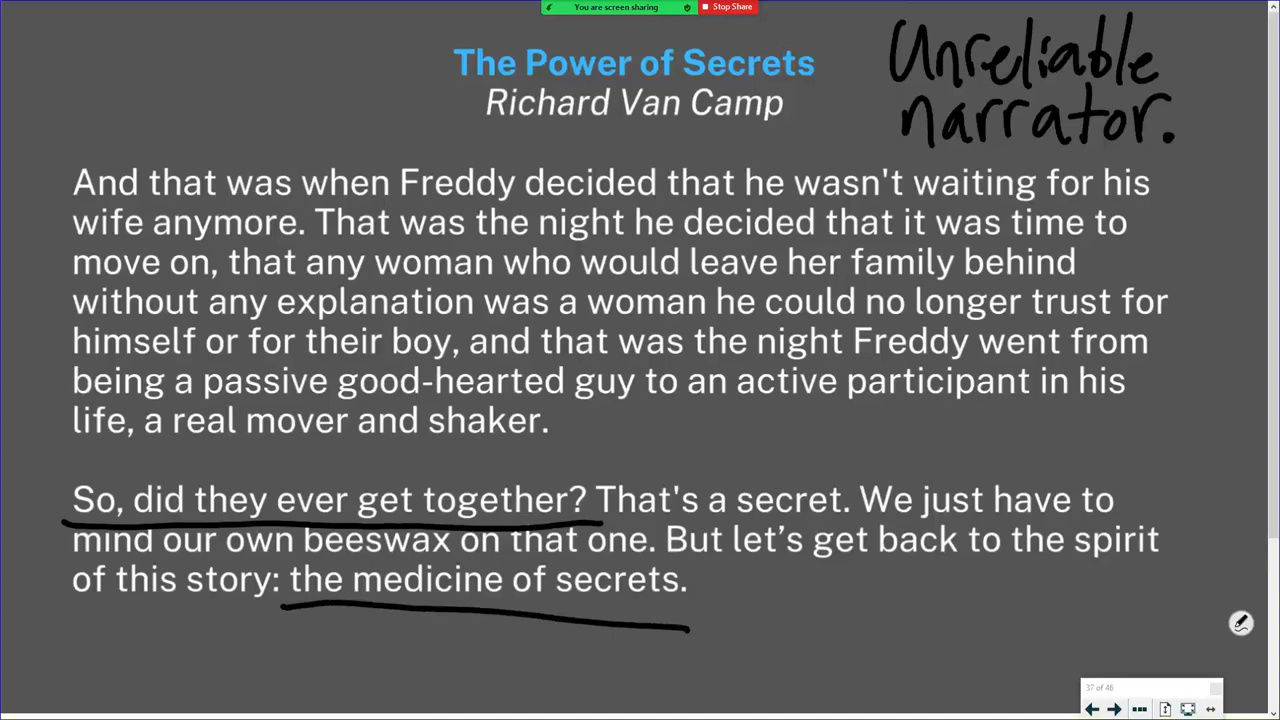 You are screen sharing
Stop Share
The Power of Secrets
Richard Van Camp
Unreliable
narrator.
And that was when Freddy decided that he wasn't waiting for his
wife anymore. That was the night he decided that it was time to
move on, that any woman who would leave her family behind
without any explanation was a woman he could no longer trust for
himself or for their boy, and that was the night Freddy went from
being a passive good-hearted guy to an active participant in his
life, a real mover and shaker.
So, did they ever get together? That's a secret. We just have to
mind our own beeswax on that one. But let’s get back to the spirit
of this story: the medicine of secrets.
37 of 46